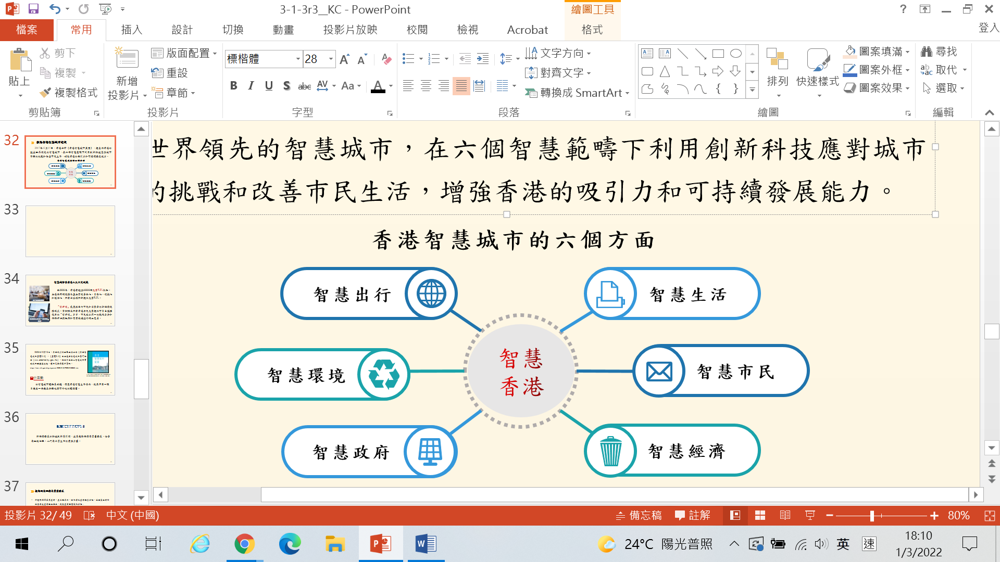 3-1-3r3__KC - PowerPoint
繪圖工具
?
檔案
常用
插入
設計
切換
動畫
投影片放映
校閱
檢視
Acrobat
格式
登入
貼上
剪下
複製
複製格式
剪貼簿
新增
投影片
版面配置
重設
章節
投影片
標楷體
28
B I U S abc AV Aa A
字型
文字方向
對齊文字
轉換成 SmartArt
段落
排列
快速樣式
圖案填滿
圖案外框
圖案效果
繪圖
尋找
取代
選取
編輯
32
33
34
35
36
37
世界領先的智慧城市,在六個智慧範疇下利用創新科技應對城市
的挑戰和改善市民生活,增強香港的吸引力和可持續發展能力。
香港智慧城市的六個方面
智慧出行
智慧生活
智慧環境
智慧
香港
智慧市民
智慧政府
智慧經濟
投影片 32/ 49
中文 (中國)
備忘稿
註解
80%
24°C 陽光普照
英
速
18:10
1/3/2022